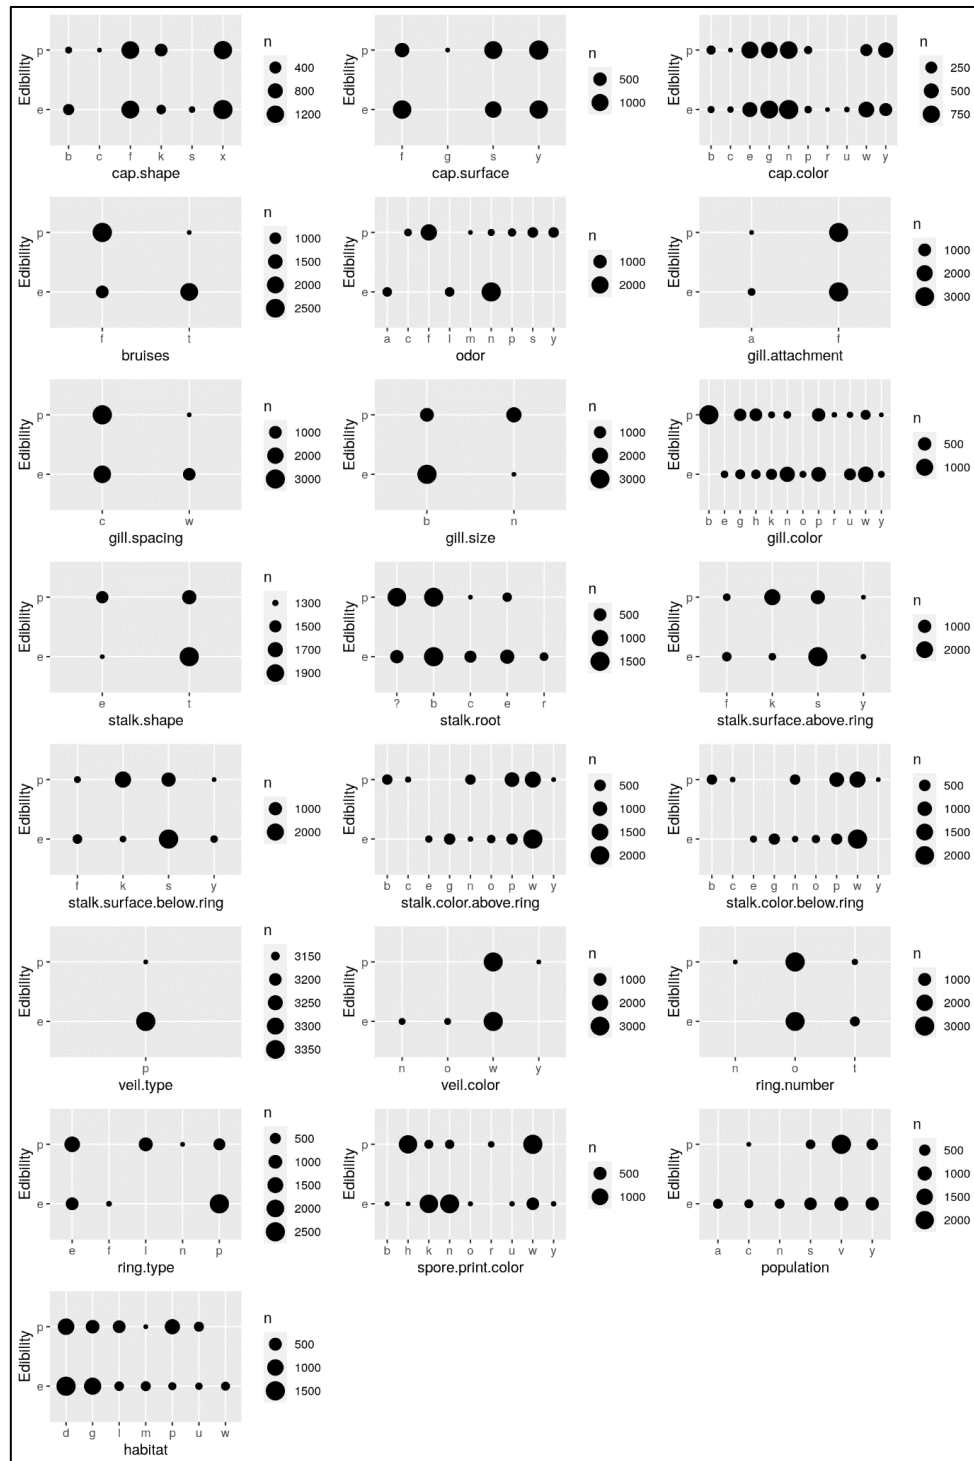 n
p
400
800
1200
e
Edibility
b c f k s x
cap.shape
n
p
500
1000
e
Edibility
f g s y
cap.surface
n
p
250
500
750
e
Edibility
b c e g n p r u w y
cap.color
n
p
1000
1500
2000
2500
e
Edibility
f t
bruises
n
p
1000
2000
e
Edibility
a c f l m n p s y
odor
n
p
1000
2000
3000
e
Edibility
a f
gill.attachment
n
p
1000
2000
3000
e
Edibility
c w
gill.spacing
n
p
1000
2000
3000
e
Edibility
b n
gill.size
n
p
500
1000
e
Edibility
b e g h k n o p r u w y
gill.color
n
p
1300
1500
1700
1900
e
Edibility
e t
stalk.shape
n
p
500
1000
1500
e
Edibility
? b c e r
stalk.root
n
p
1000
2000
e
Edibility
f k s y
stalk.surface.above.ring
n
p
1000
2000
e
Edibility
f k s y
stalk.surface.below.ring
n
p
500
1000
1500
2000
e
Edibility
b c e g n o p w y
stalk.color.above.ring
n
p
500
1000
1500
2000
e
Edibility
b c e g n o p w y
stalk.color.below.ring
n
p
3150
3200
3250
3300
3350
e
Edibility
p
veil.type
n
p
1000
2000
3000
e
Edibility
n o w y
veil.color
n
p
1000
2000
3000
e
Edibility
n o t
ring.number
n
p
500
1000
1500
2000
2500
e
Edibility
e f l n p
ring.type
n
p
500
1000
e
Edibility
b h k n o r u w y
spore.print.color
n
p
500
1000
1500
2000
e
Edibility
a c n s v y
population
n
p
500
1000
1500
e
Edibility
d g l m p u w
habitat